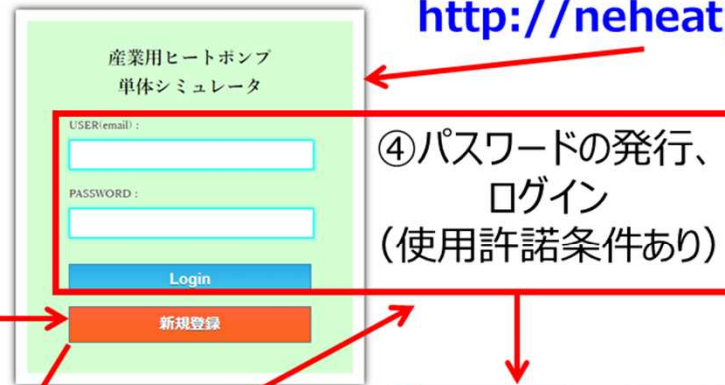 http://neheat
産業用ヒートポンプ
単体シミュレータ
USER(email) :
PASSWORD :
Login
新規登録
④パスワードの発行、
ログイン
(使用許諾条件あり)